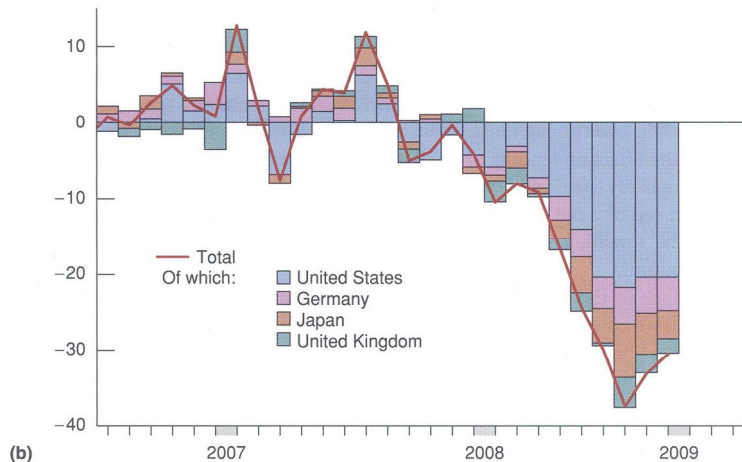 10
0
−10
Total
Of which:
United States
Germany
Japan
United Kingdom
−20
−30
−40
2007
2008
2009
(b)